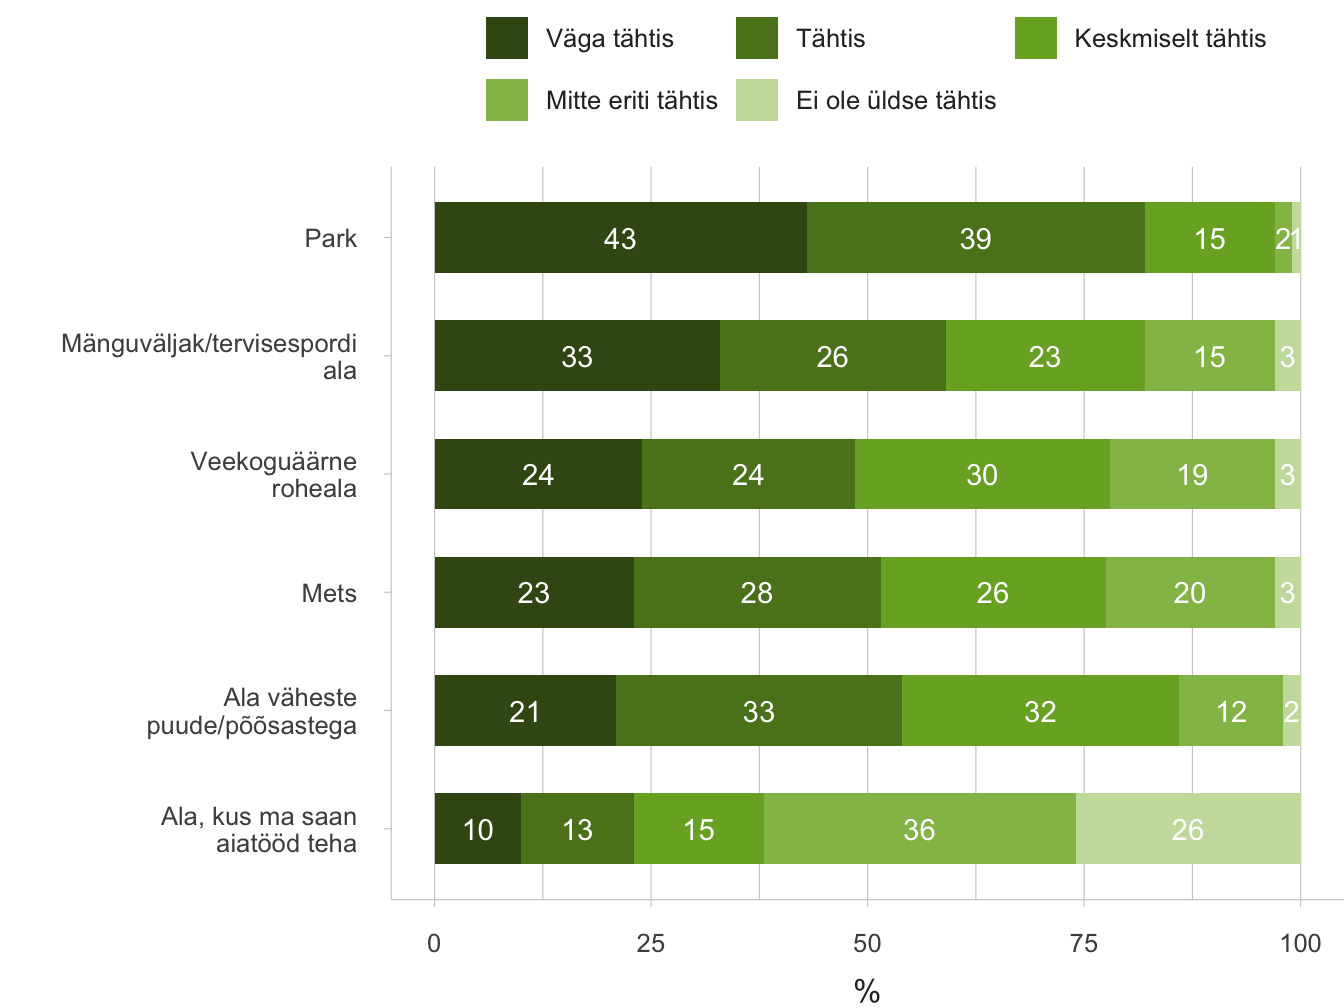 Väga tähtis Tähtis Keskmiselt tähtis
Mitte eriti tähtis Ei ole üldse tähtis
Park 43 39 15 2 1
Mänguväljak/tervisespordi
ala
33 26 23 15 3
Veekoguäärne
roheala
24 24 30 19 3
Mets 23 28 26 20 3
Ala väheste
puude/põõsastega
21 33 32 12 2
Ala, kus ma saan
aiatööd teha
10 13 15 36 26
0 25 50 75 100
%